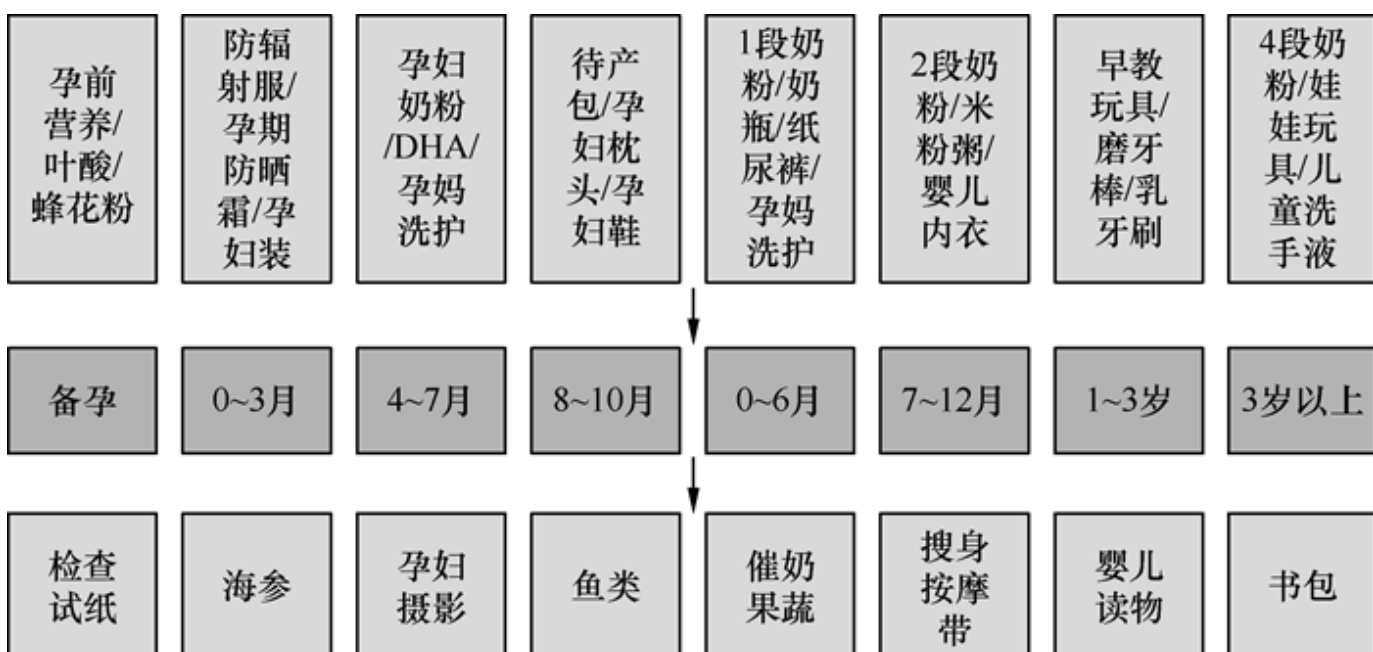 孕前
营养/
叶酸/
蜂花粉
防辐
射服/
孕期
防晒
霜/孕
妇装
孕妇
奶粉
/DHA/
孕妈
洗护
待产
包/孕
妇枕
头/孕
妇鞋
1段奶
粉/奶
瓶/纸
尿裤/
孕妈
洗护
2段奶
粉/米
粉粥/
婴儿
内衣
早教
玩具/
磨牙
棒/乳
牙刷
4段奶
粉/娃
娃玩
具/儿
童洗
手液
备孕
0~3月
4~7月
8~10月
0~6月
7~12月
1~3岁
3岁以上
检查
试纸
海参
孕妇
摄影
鱼类
催奶
果蔬
搜身
按摩
带
婴儿
读物
书包